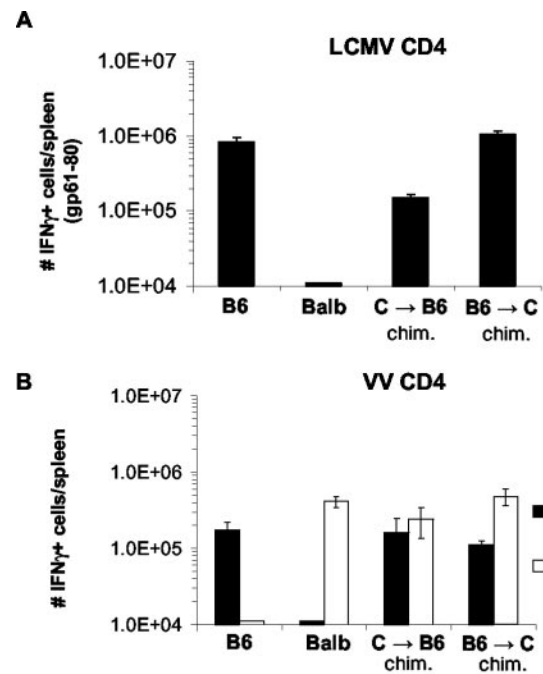 A
LCMV CD4
# IFNγ+ cells/spleen
(gp61-80)
1.0E+07
1.0E+06
1.0E+05
1.0E+04
B6
Balb
C → B6
chim.
B6 → C
chim.
B
VV CD4
# IFNγ+ cells/spleen
1.0E+07
1.0E+06
1.0E+05
1.0E+04
B6
Balb
C → B6
chim.
B6 → C
chim.